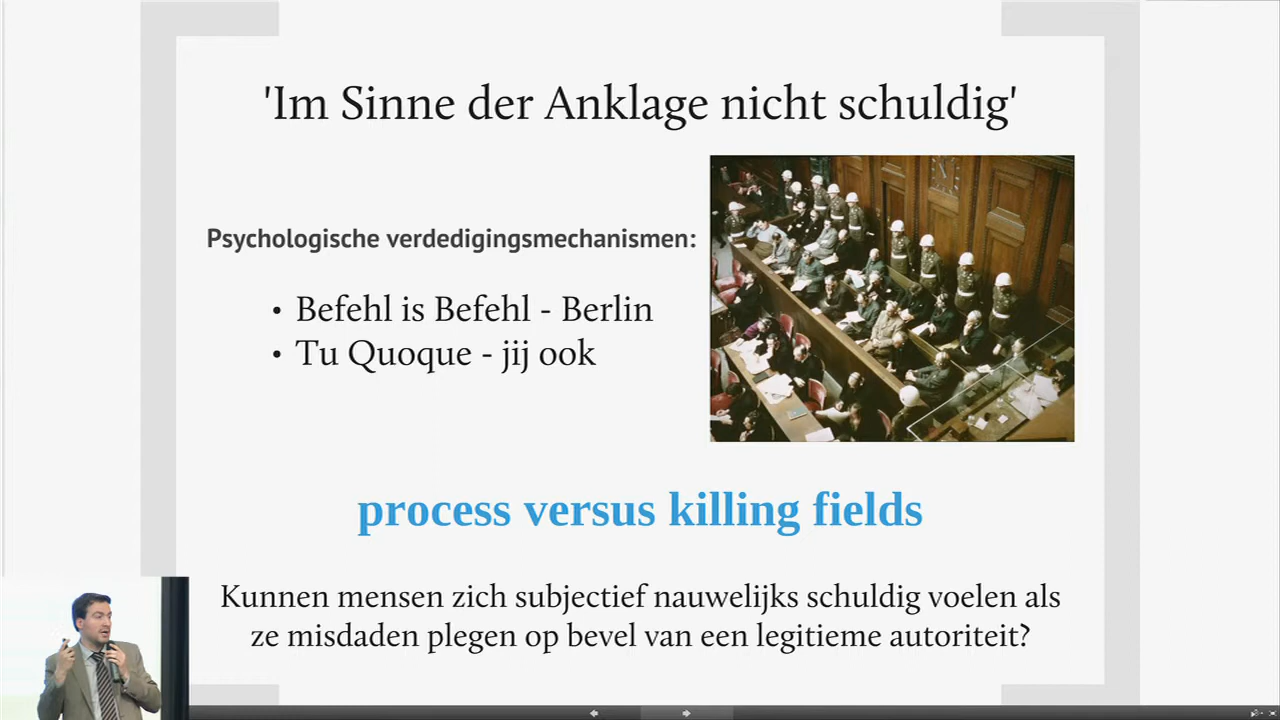 'Im Sinne der Anklage nicht schuldig'
Psychologische verdedigingsmechanismen:
• Befehl is Befehl - Berlin
• Tu Quoque - jij ook
process versus killing fields
Kunnen mensen zich subjectief nauwelijks schuldig voelen als
ze misdaden plegen op bevel van een legitieme autoriteit?